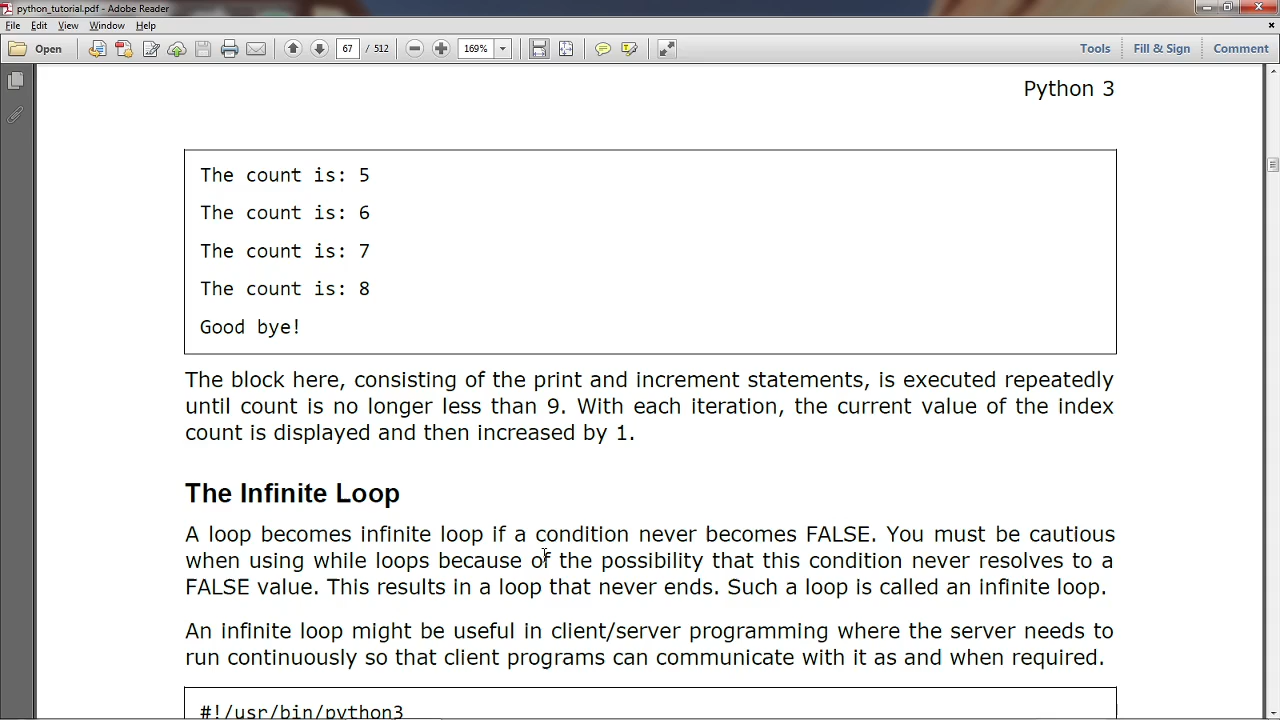 python_tutorial.pdf - Adobe Reader
File Edit View Window Help
Open 67 / 512 169% Tools Fill & Sign Comment
Python 3
The count is: 5
The count is: 6
The count is: 7
The count is: 8
Good bye!
The block here, consisting of the print and increment statements, is executed repeatedly
until count is no longer less than 9. With each iteration, the current value of the index
count is displayed and then increased by 1.
The Infinite Loop
A loop becomes infinite loop if a condition never becomes FALSE. You must be cautious
when using while loops because of the possibility that this condition never resolves to a
FALSE value. This results in a loop that never ends. Such a loop is called an infinite loop.
An infinite loop might be useful in client/server programming where the server needs to
run continuously so that client programs can communicate with it as and when required.
#!/usr/bin/python3